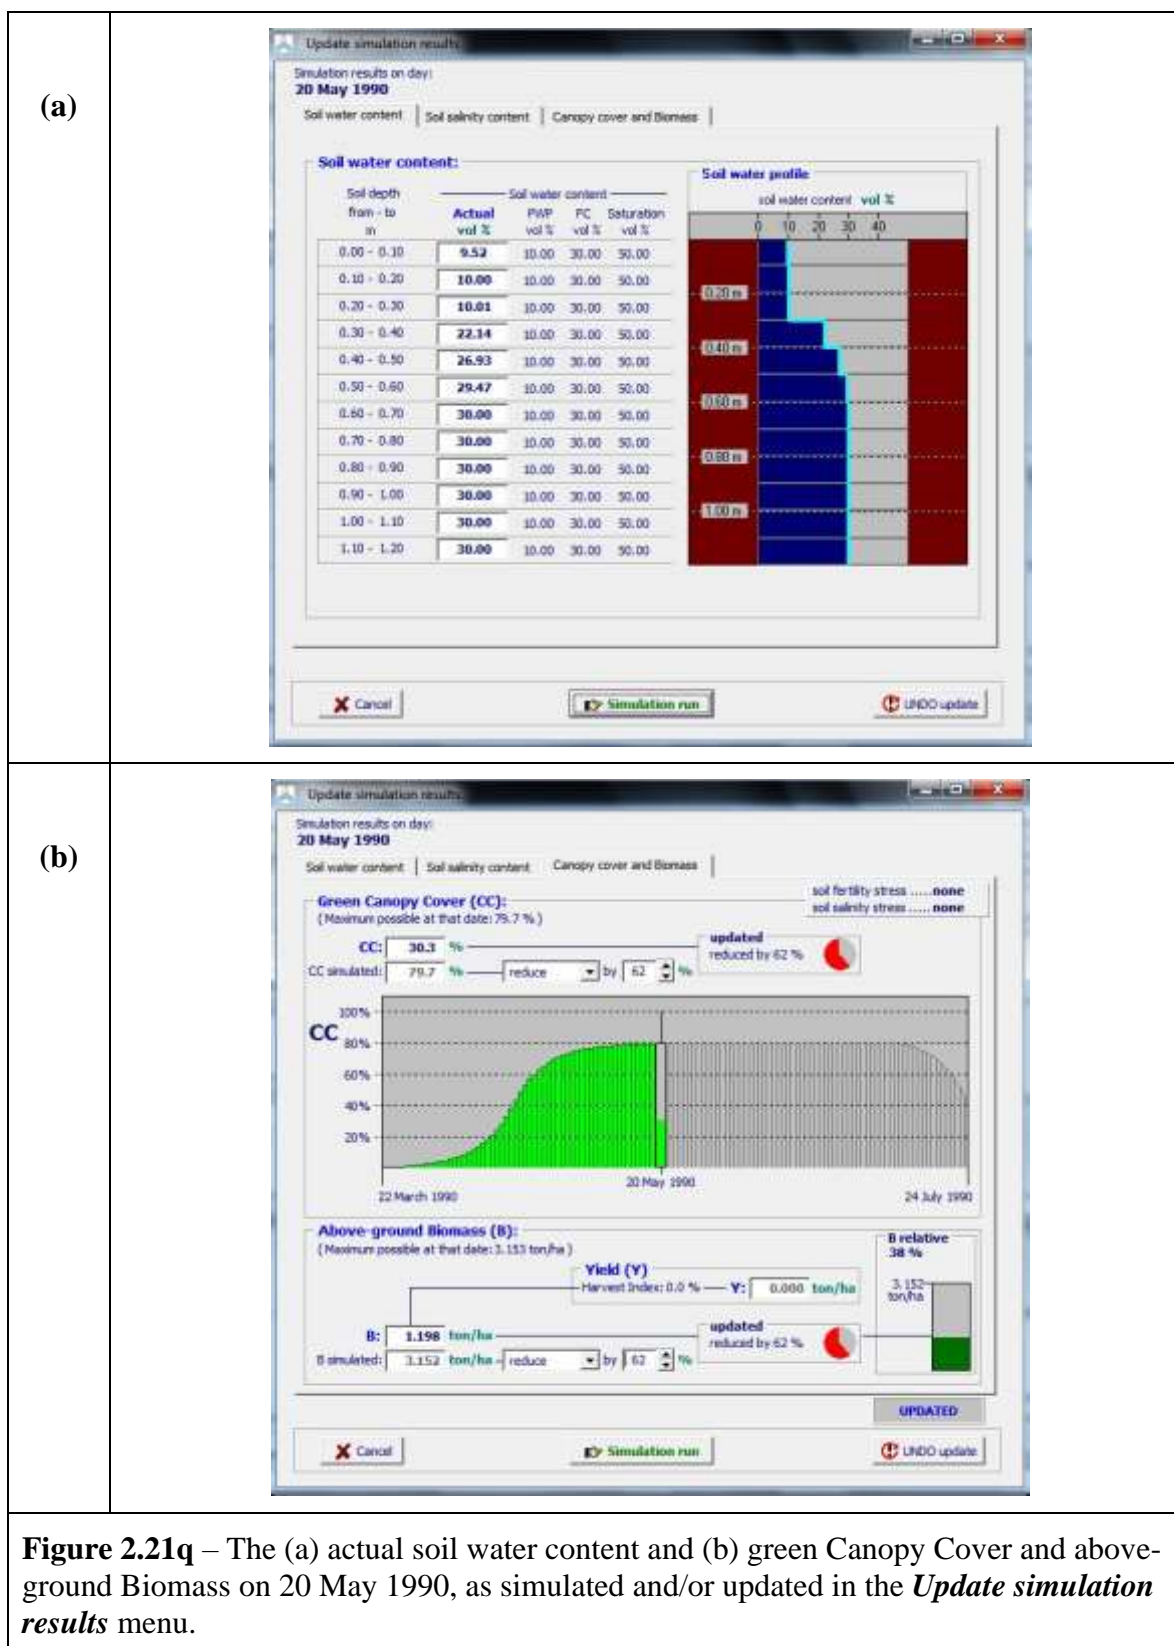 (a)
Update simulation results
Simulation results on day:
20 May 1990
Soil water content Soil salinity content Canopy cover and Biomass
Soil water content:
Soil depth Soil water content
from - to Actual PWP FC Saturation
m vol % vol % vol % vol %
0.00 - 0.10 9.52 10.00 30.00 50.00
0.10 - 0.20 10.00 10.00 30.00 50.00
0.20 - 0.30 10.01 10.00 30.00 50.00
0.30 - 0.40 22.14 10.00 30.00 50.00
0.40 - 0.50 26.93 10.00 30.00 50.00
0.50 - 0.60 29.47 10.00 30.00 50.00
0.60 - 0.70 30.00 10.00 30.00 50.00
0.70 - 0.80 30.00 10.00 30.00 50.00
0.80 - 0.90 30.00 10.00 30.00 50.00
0.90 - 1.00 30.00 10.00 30.00 50.00
1.00 - 1.10 30.00 10.00 30.00 50.00
1.10 - 1.20 30.00 10.00 30.00 50.00
Soil water profile
soil water content vol %
0 10 20 30 40
0.20 m
0.40 m
0.60 m
0.80 m
1.00 m
Cancel Simulation run UNDO update
(b)
Update simulation results
Simulation results on day:
20 May 1990
Soil water content Soil salinity content Canopy cover and Biomass
soil fertility stress ...... none
soil salinity stress ...... none
Green Canopy Cover (CC):
(Maximum possible at that date: 79.7 %)
CC: 30.3 %
updated
reduced by 62 %
CC simulated: 79.7 % reduce by 62 %
CC
100%
80%
60%
40%
20%
20 May 1990
22 March 1990 24 July 1990
Above-ground Biomass (B):
(Maximum possible at that date: 3.153 ton/ha)
B relative
38 %
3.152
ton/ha
Yield (Y)
Harvest Index: 0.0 % Y: 0.000 ton/ha
B: 1.198 ton/ha
updated
reduced by 62 %
B simulated: 3.152 ton/ha reduce by 62 %
UPDATED
Cancel Simulation run UNDO update
Figure 2.21q – The (a) actual soil water content and (b) green Canopy Cover and above-
ground Biomass on 20 May 1990, as simulated and/or updated in the Update simulation
results menu.